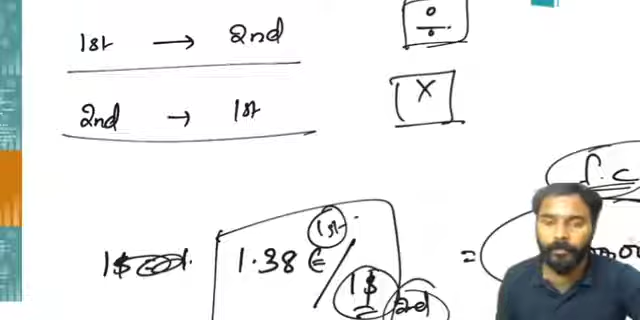 1st → 2nd ÷
2nd → 1st X
1st
1$
1.38 € / 1$
2nd
=
f.c